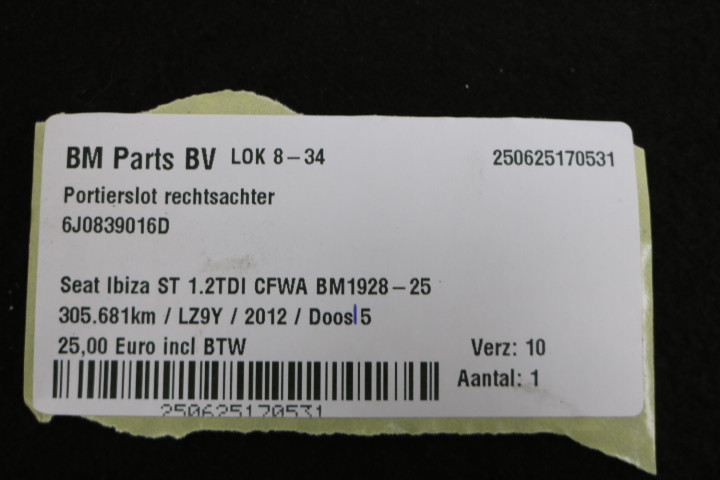 BM Parts BV LOK 8-34 250625170531
Portierslot rechtsachter
6J0839016D
Seat Ibiza ST 1.2TDI CFWA BM1928-25
305.681km / LZ9Y / 2012 / Doos 5
25,00 Euro incl BTW Verz: 10
Aantal: 1
250625170531